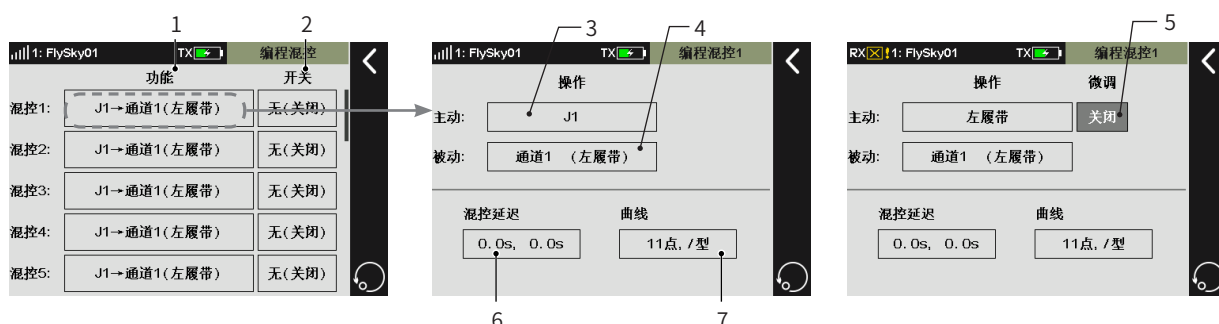 1 2 3 4 5
1: FlySky01 TX 编程混控
功能 开关
混控1: J1→通道1(左履带) 无(关闭)
混控2: J1→通道1(左履带) 无(关闭)
混控3: J1→通道1(左履带) 无(关闭)
混控4: J1→通道1(左履带) 无(关闭)
混控5: J1→通道1(左履带) 无(关闭)
1: FlySky01 TX 编程混控1
操作
主动: J1
被动: 通道1 (左履带)
混控延迟 曲线
0.0s, 0.0s 11点, /型
RX 1: FlySky01 TX 编程混控1
操作 微调
主动: 左履带 关闭
被动: 通道1 (左履带)
混控延迟 曲线
0.0s, 0.0s 11点, /型
6 7